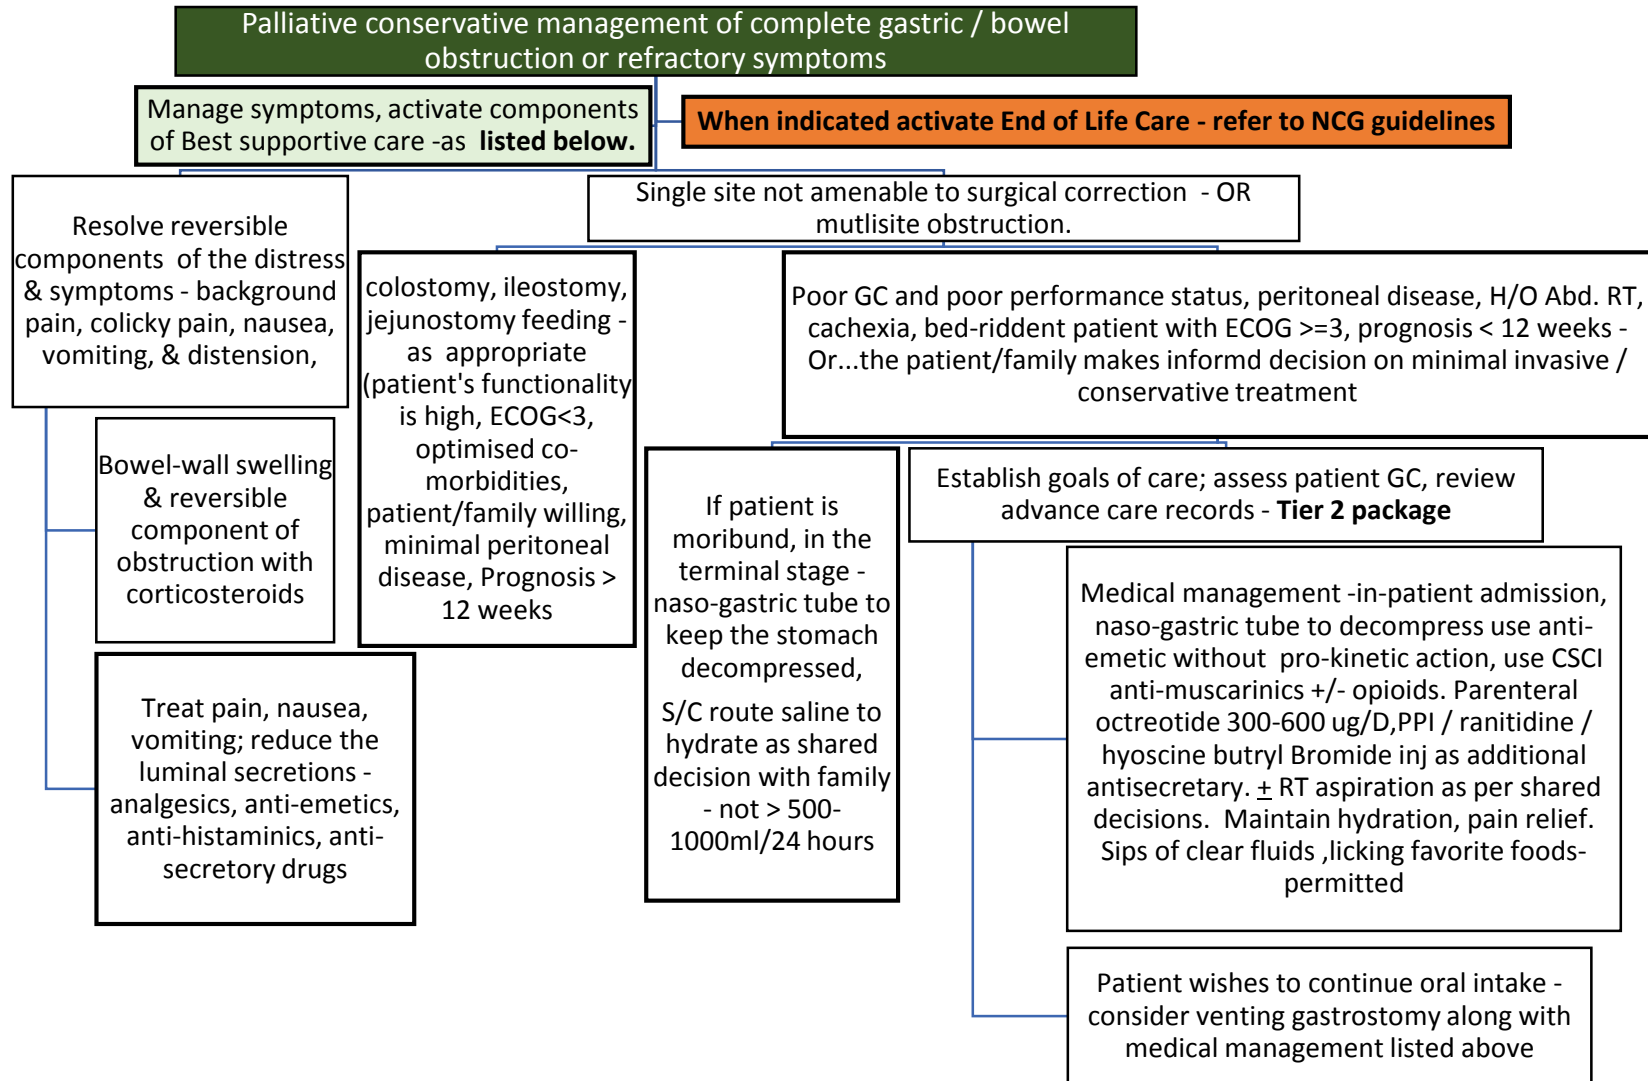 Palliative conservative management of complete gastric / bowel
obstruction or refractory symptoms
Manage symptoms, activate components
of Best supportive care -as listed below.
When indicated activate End of Life Care - refer to NCG guidelines
Resolve reversible
components of the distress
& symptoms - background
pain, colicky pain, nausea,
vomiting, & distension,
Bowel-wall swelling
& reversible
component of
obstruction with
corticosteroids
Treat pain, nausea,
vomiting; reduce the
luminal secretions -
analgesics, anti-emetics,
anti-histaminics, anti-
secretory drugs
Single site not amenable to surgical correction - OR
mutlisite obstruction.
colostomy, ileostomy,
jejunostomy feeding -
as appropriate
(patient's functionality
is high, ECOG<3,
optimised co-
morbidities,
patient/family willing,
minimal peritoneal
disease, Prognosis >
12 weeks
Poor GC and poor performance status, peritoneal disease, H/O Abd. RT,
cachexia, bed-riddent patient with ECOG >=3, prognosis < 12 weeks -
Or...the patient/family makes informd decision on minimal invasive /
conservative treatment
If patient is
moribund, in the
terminal stage -
naso-gastric tube to
keep the stomach
decompressed,
S/C route saline to
hydrate as shared
decision with family
- not > 500-
1000ml/24 hours
Establish goals of care; assess patient GC, review
advance care records - Tier 2 package
Medical management -in-patient admission,
naso-gastric tube to decompress use anti-
emetic without pro-kinetic action, use CSCI
anti-muscarinics +/- opioids. Parenteral
octreotide 300-600 ug/D,PPI / ranitidine /
hyoscine butryl Bromide inj as additional
antisecretary. ± RT aspiration as per shared
decisions. Maintain hydration, pain relief.
Sips of clear fluids ,licking favorite foods-
permitted
Patient wishes to continue oral intake -
consider venting gastrostomy along with
medical management listed above